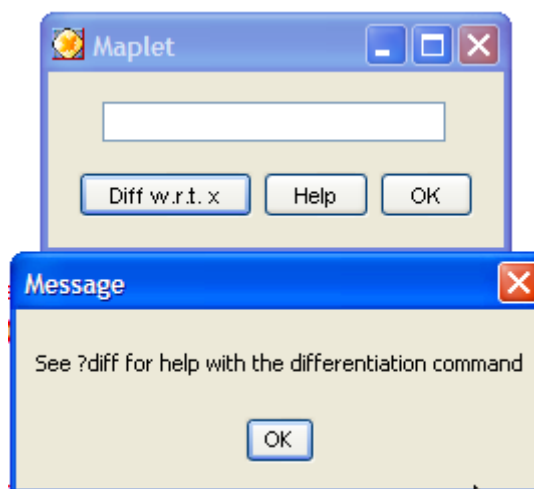 Maplet
Diff w.r.t. x Help OK
Message
See ?diff for help with the differentiation command
OK